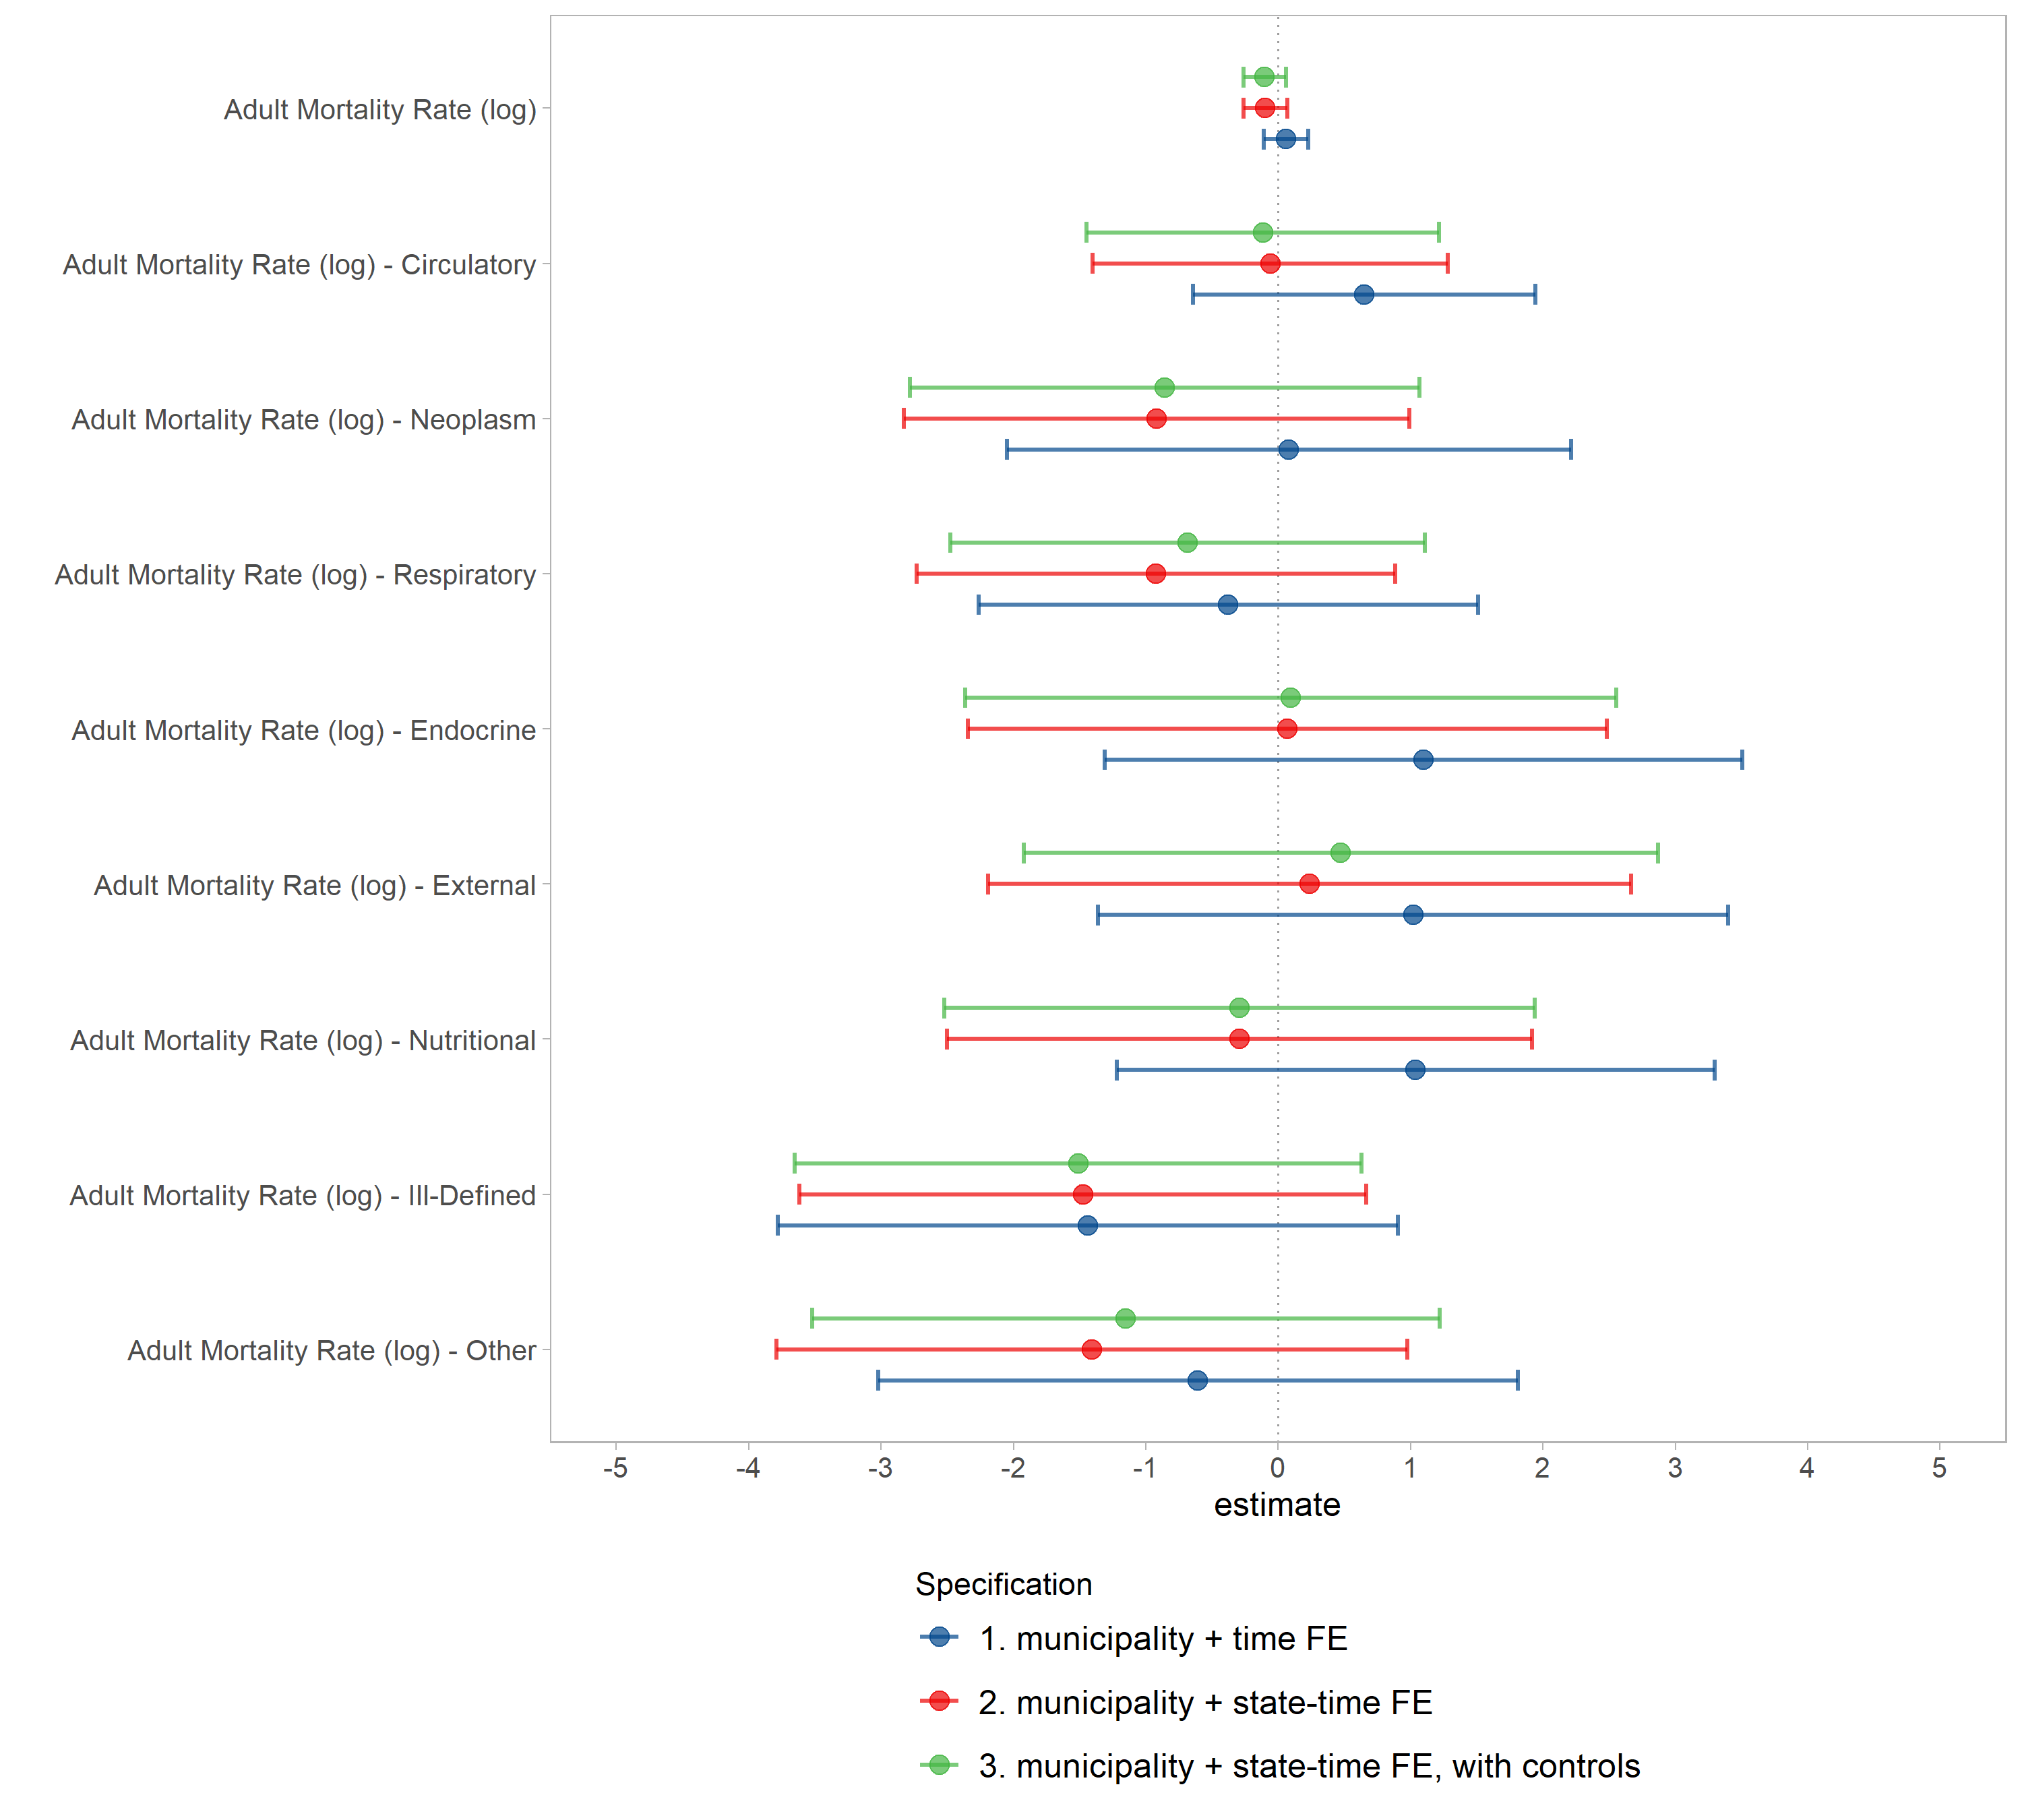 Adult Mortality Rate (log)
Adult Mortality Rate (log) - Circulatory
Adult Mortality Rate (log) - Neoplasm
Adult Mortality Rate (log) - Respiratory
Adult Mortality Rate (log) - Endocrine
Adult Mortality Rate (log) - External
Adult Mortality Rate (log) - Nutritional
Adult Mortality Rate (log) - Ill-Defined
Adult Mortality Rate (log) - Other
-5 -4 -3 -2 -1 0 1 2 3 4 5
estimate
Specification
1. municipality + time FE
2. municipality + state-time FE
3. municipality + state-time FE, with controls